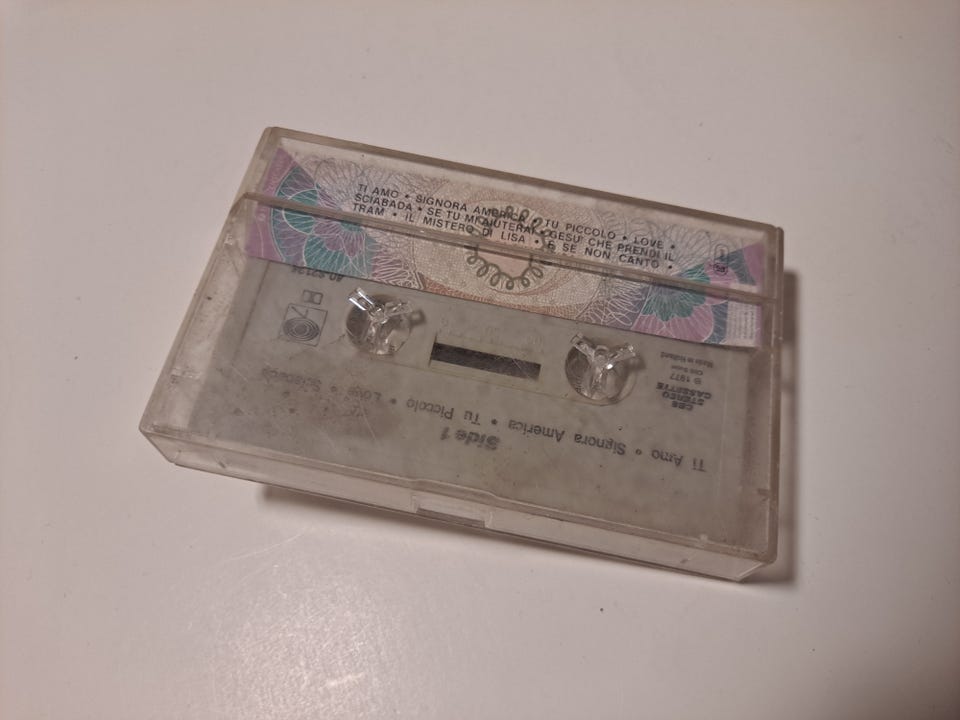 TI AMO • SIGNORA AMERICA • TU PICCOLO • LOVE •
SCIABADA • SE TU MI AIUTERAI • GESU' CHE PRENDI IL
TRAM • IL MISTERO DI LISA • E SE NON CANTO •
CBS
STEREO
CASSETTE
℗ 1977
Made in Holland
Side 1
Ti Amo • Signora America • Tu Piccolo • Love • Sciabada